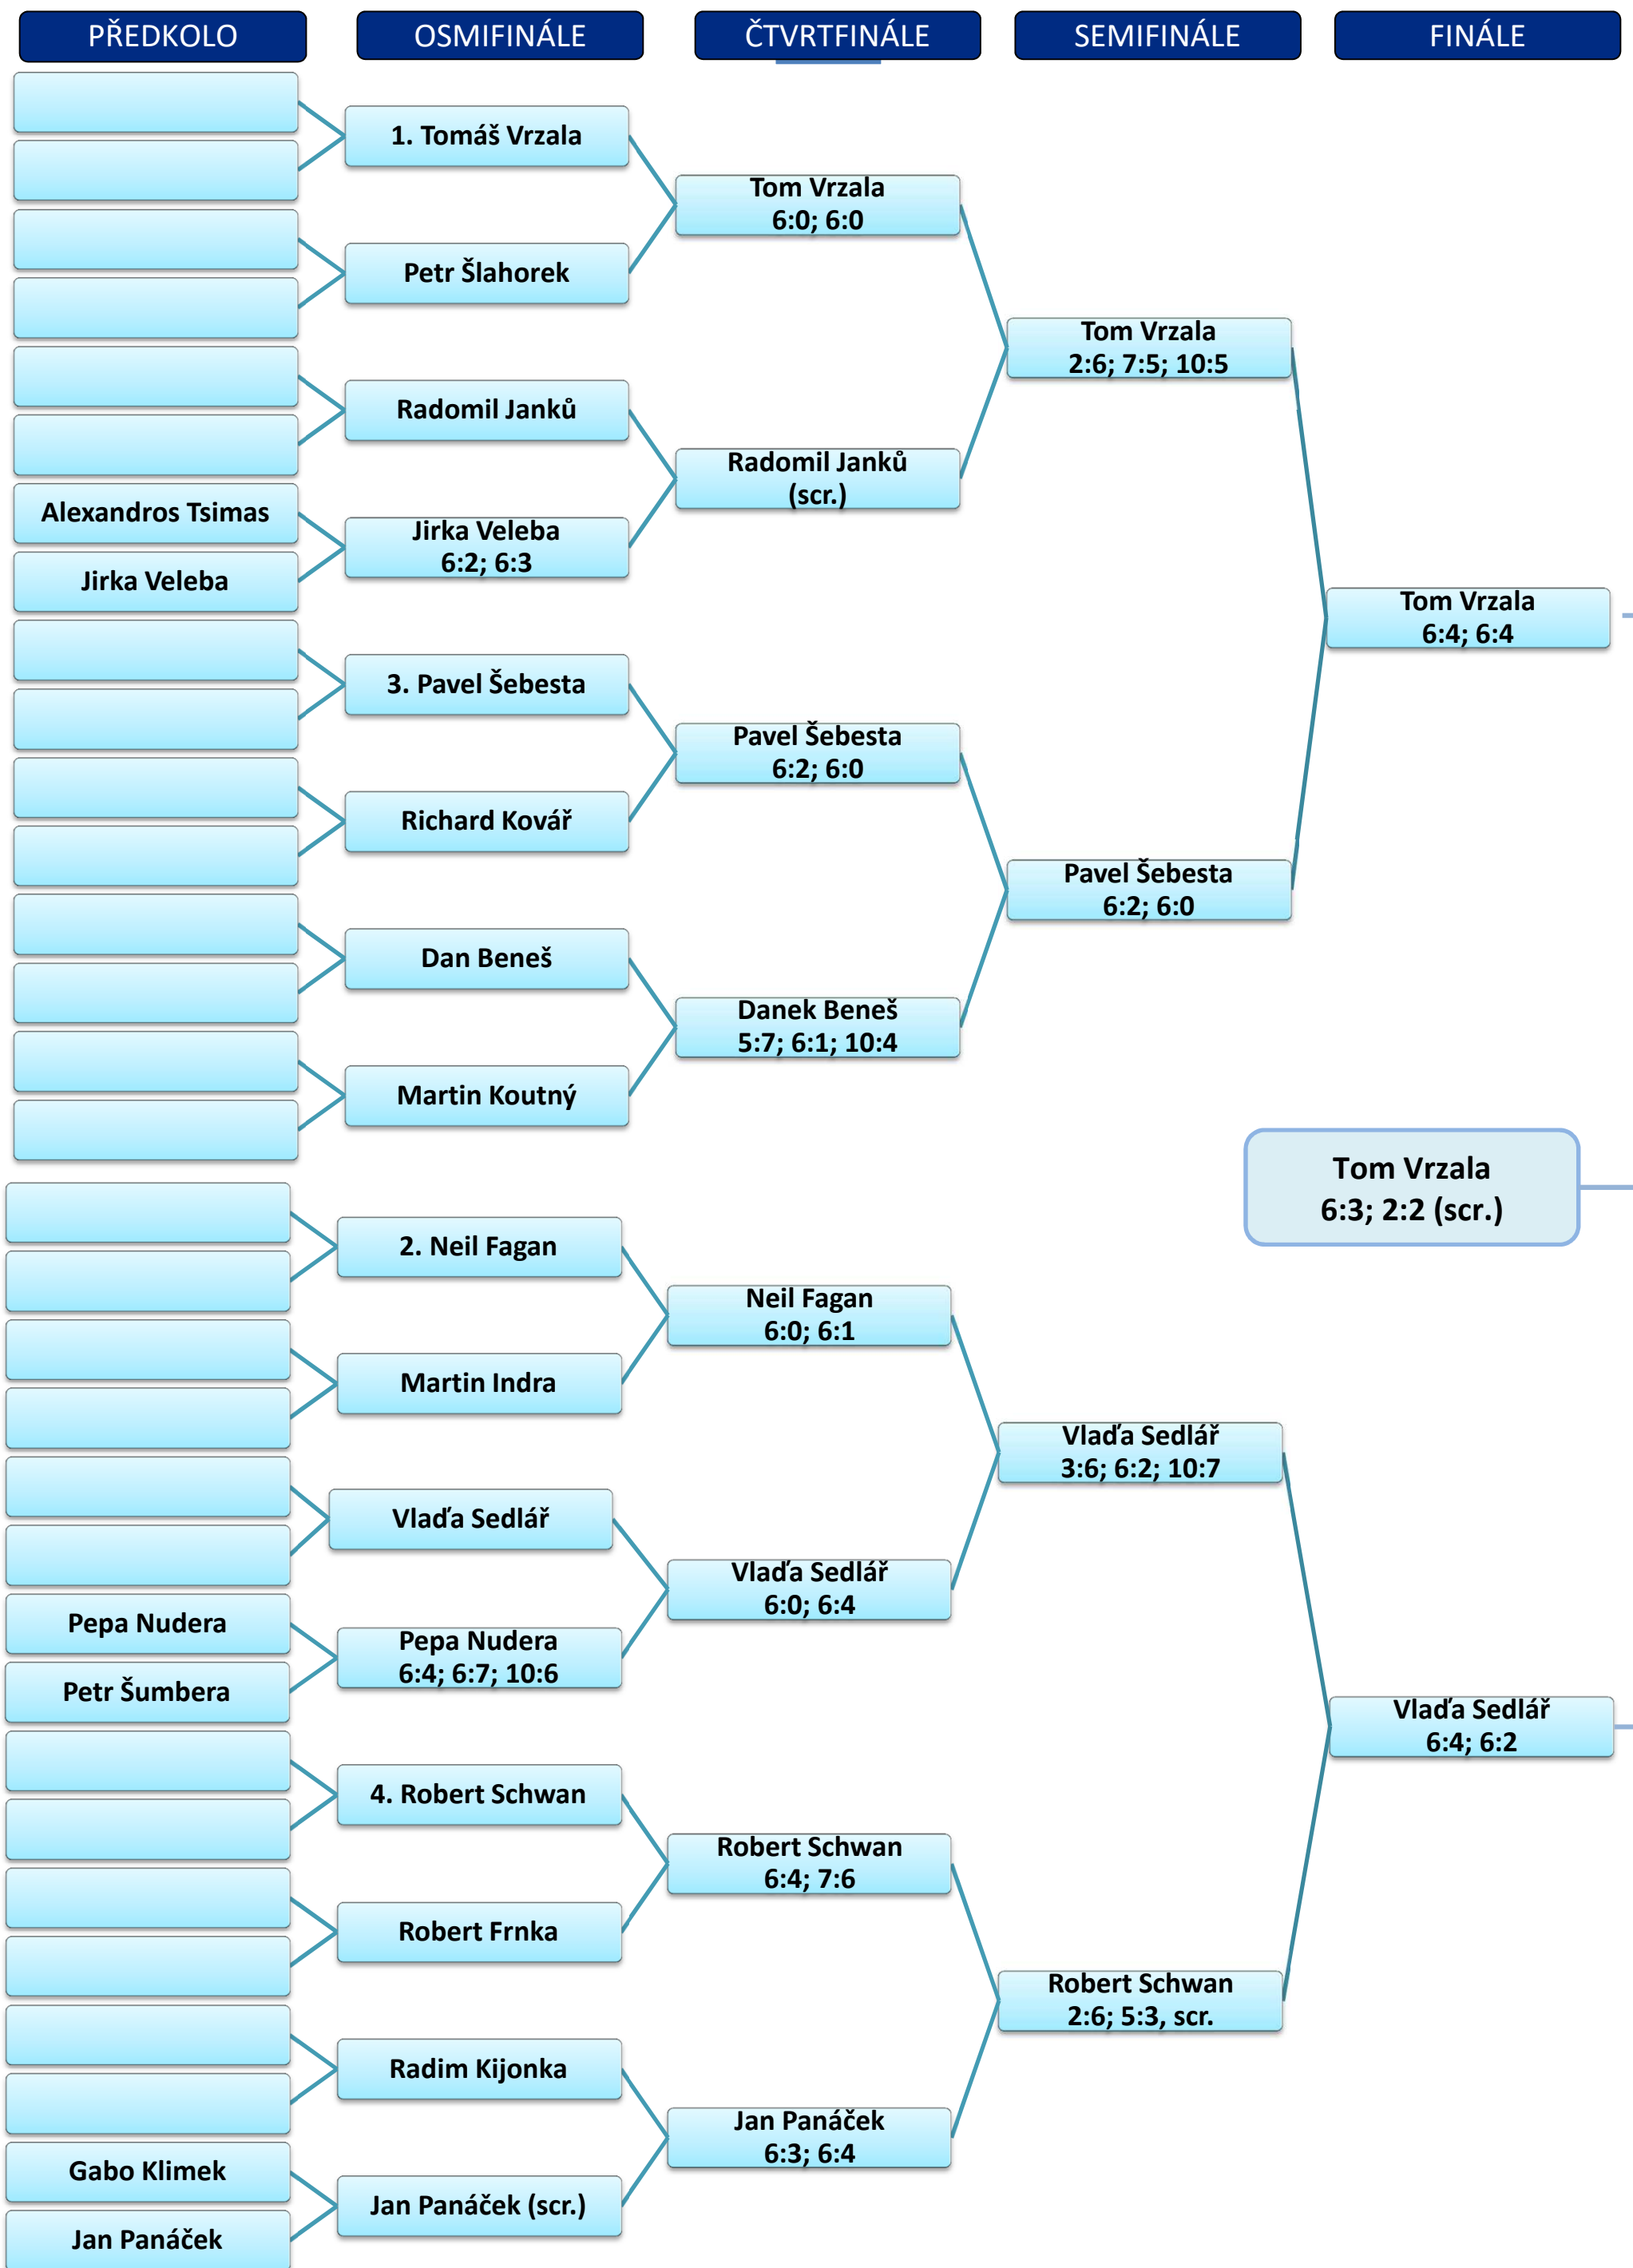 PŘEDKOLO
OSMIFINÁLE
ČTVRTFINÁLE
SEMIFINÁLE
FINÁLE
1. Tomáš Vrzala
Tom Vrzala
6:0; 6:0
Petr Šlahorek
Tom Vrzala
2:6; 7:5; 10:5
Radomil Janků
Radomil Janků
(scr.)
Alexandros Tsimas
Jirka Veleba
6:2; 6:3
Jirka Veleba
Tom Vrzala
6:4; 6:4
3. Pavel Šebesta
Pavel Šebesta
6:2; 6:0
Richard Kovář
Pavel Šebesta
6:2; 6:0
Dan Beneš
Danek Beneš
5:7; 6:1; 10:4
Martin Koutný
Tom Vrzala
6:3; 2:2 (scr.)
2. Neil Fagan
Neil Fagan
6:0; 6:1
Martin Indra
Vlaďa Sedlář
3:6; 6:2; 10:7
Vlaďa Sedlář
Vlaďa Sedlář
6:0; 6:4
Pepa Nudera
Pepa Nudera
6:4; 6:7; 10:6
Petr Šumbera
Vlaďa Sedlář
6:4; 6:2
4. Robert Schwan
Robert Schwan
6:4; 7:6
Robert Frnka
Robert Schwan
2:6; 5:3, scr.
Radim Kijonka
Jan Panáček
6:3; 6:4
Gabo Klimek
Jan Panáček (scr.)
Jan Panáček